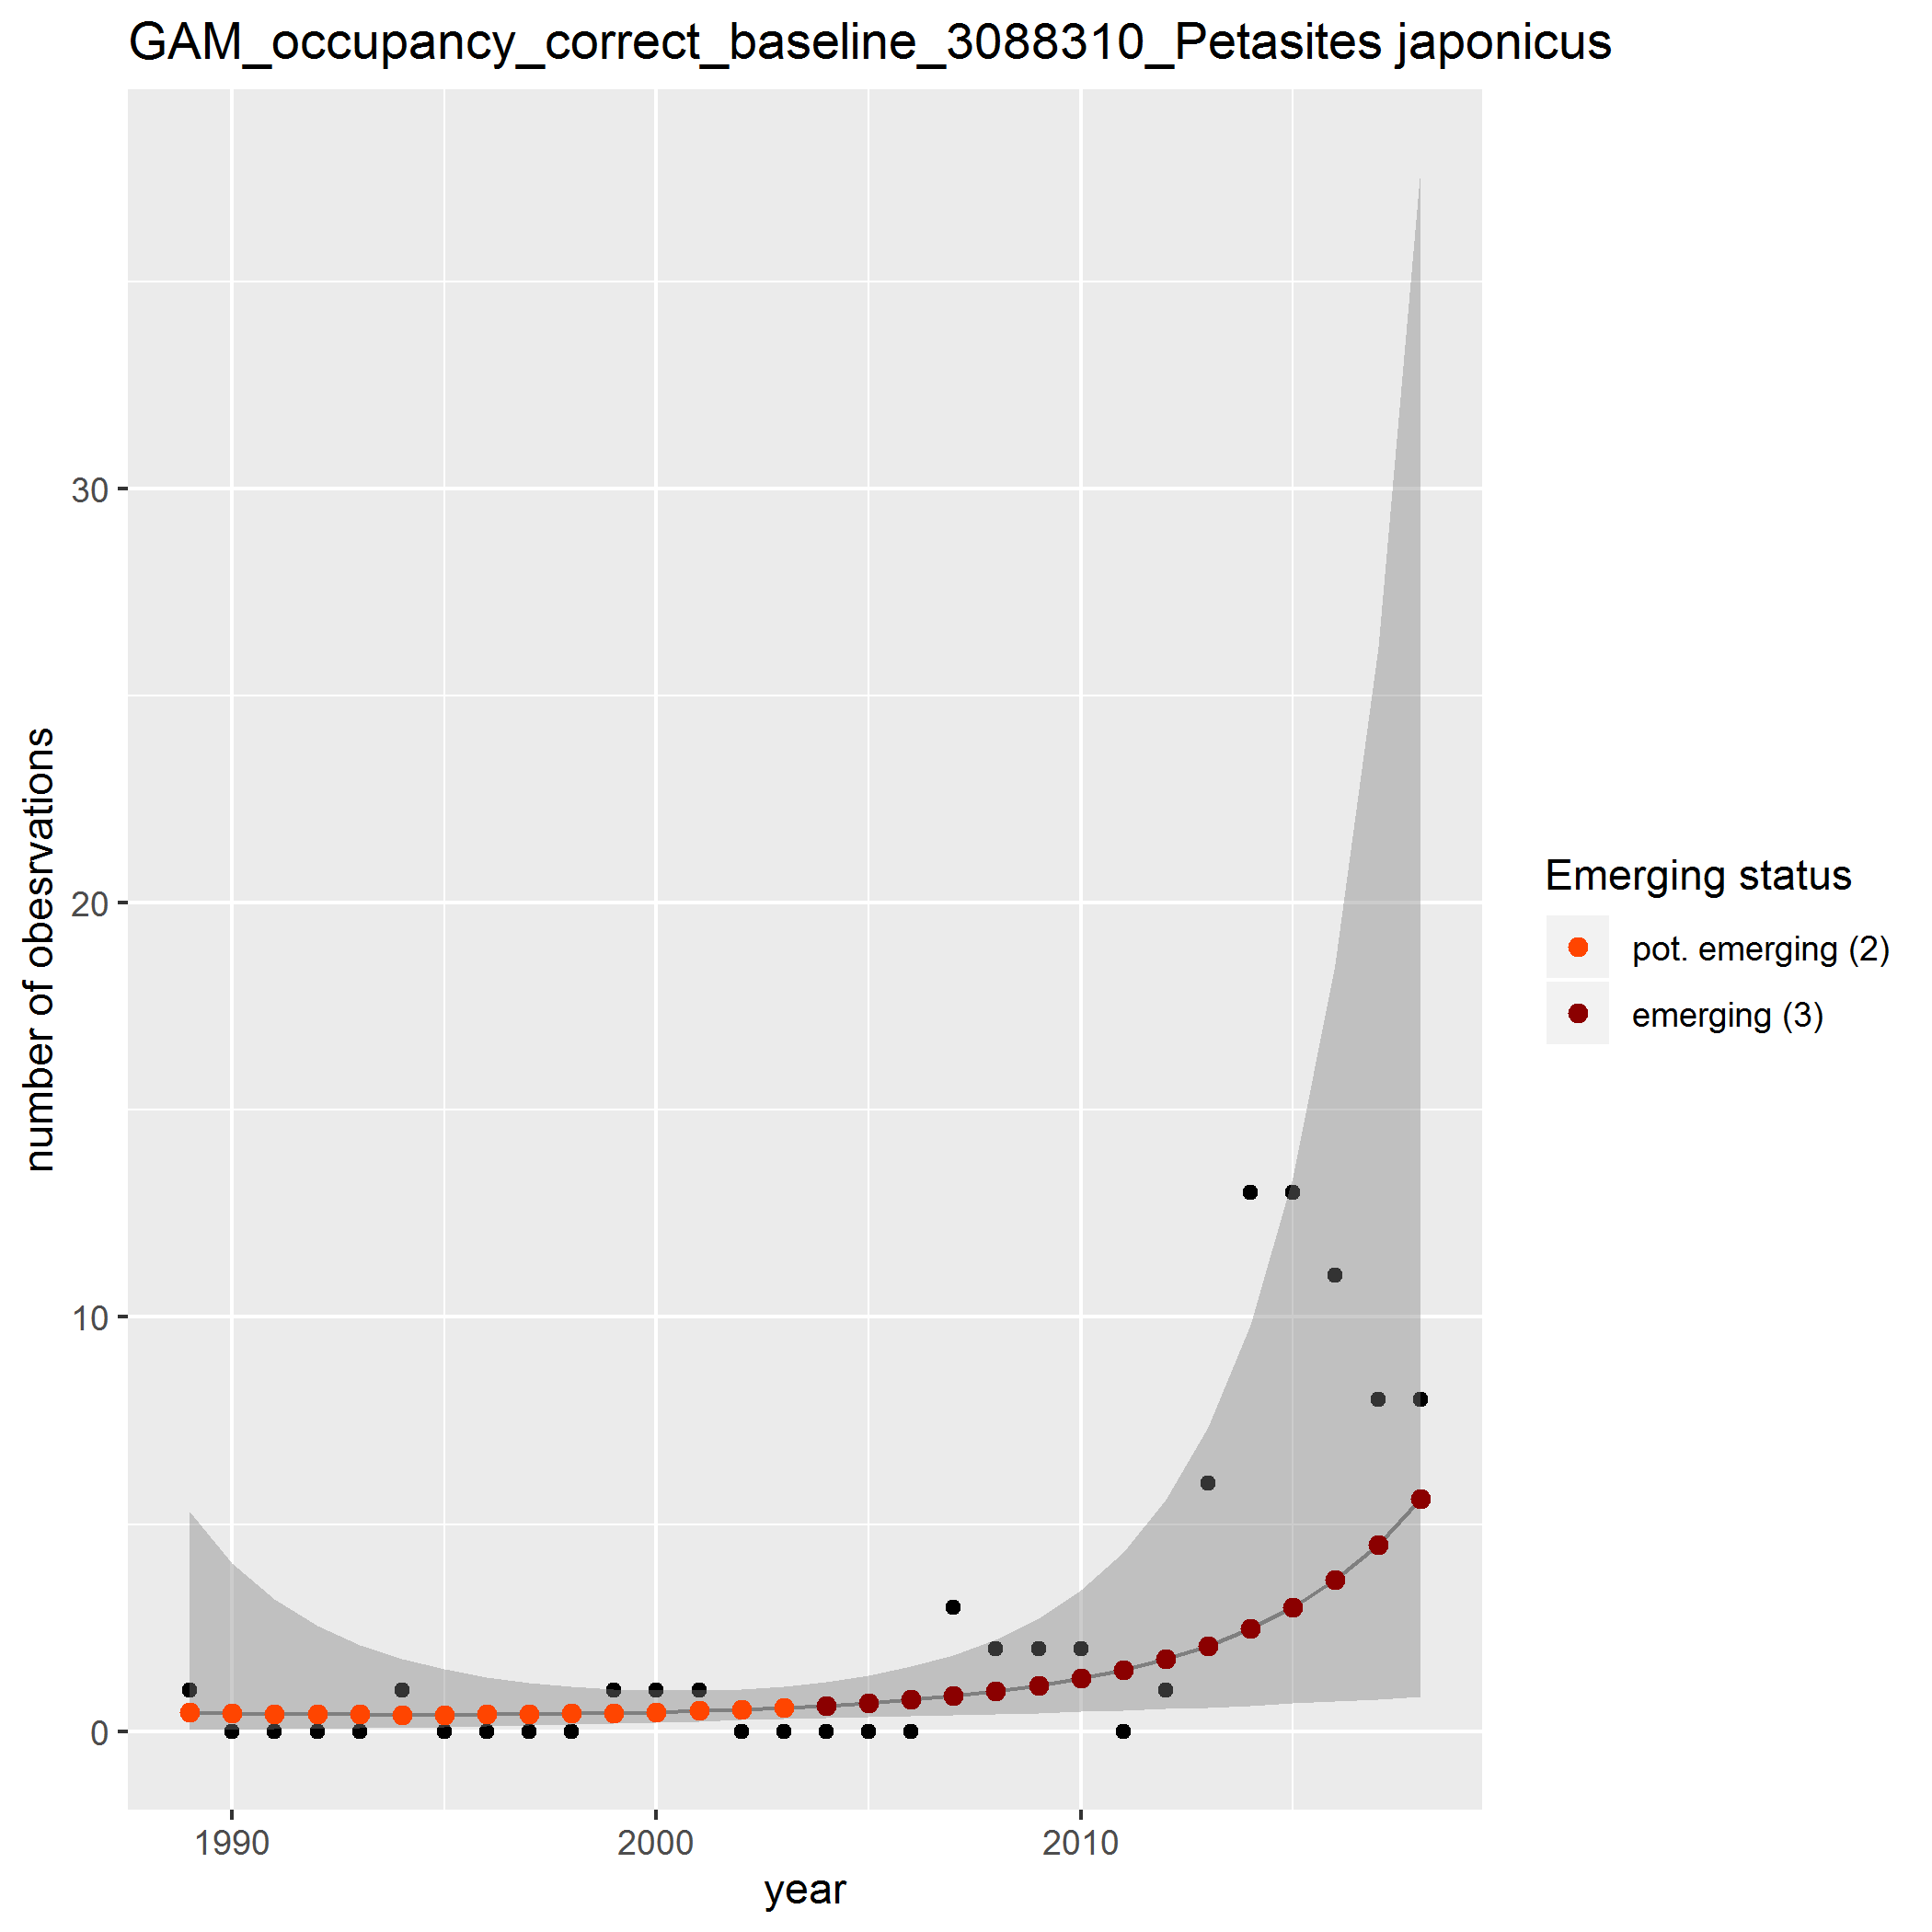 GAM_occupancy_correct_baseline_3088310_Petasites japonicus
number of obesrvations
30
20
10
0
1990
2000
2010
year
Emerging status
pot. emerging (2)
emerging (3)